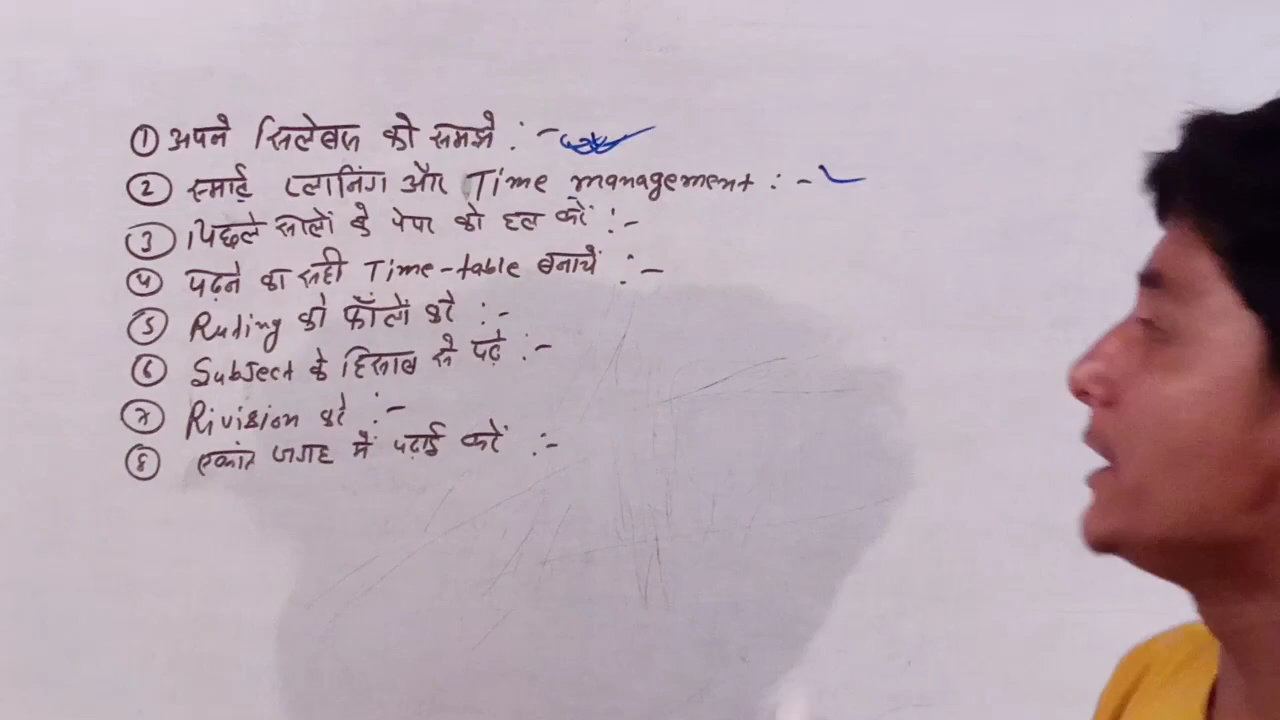 ① अपने सिलेबस को समझे :-
② स्मार्ट प्लानिंग और Time management : -
③ पिछले सालों के पेपर को हल करें :-
④ पढ़ने का सही Time-table बनाये :-
⑤ Ruting को फॉलों करे :-
⑥ Subject के हिसाब से पढ़े :-
⑦ Rivision करे :-
⑧ एकांत जगह में पढ़ाई करें :-